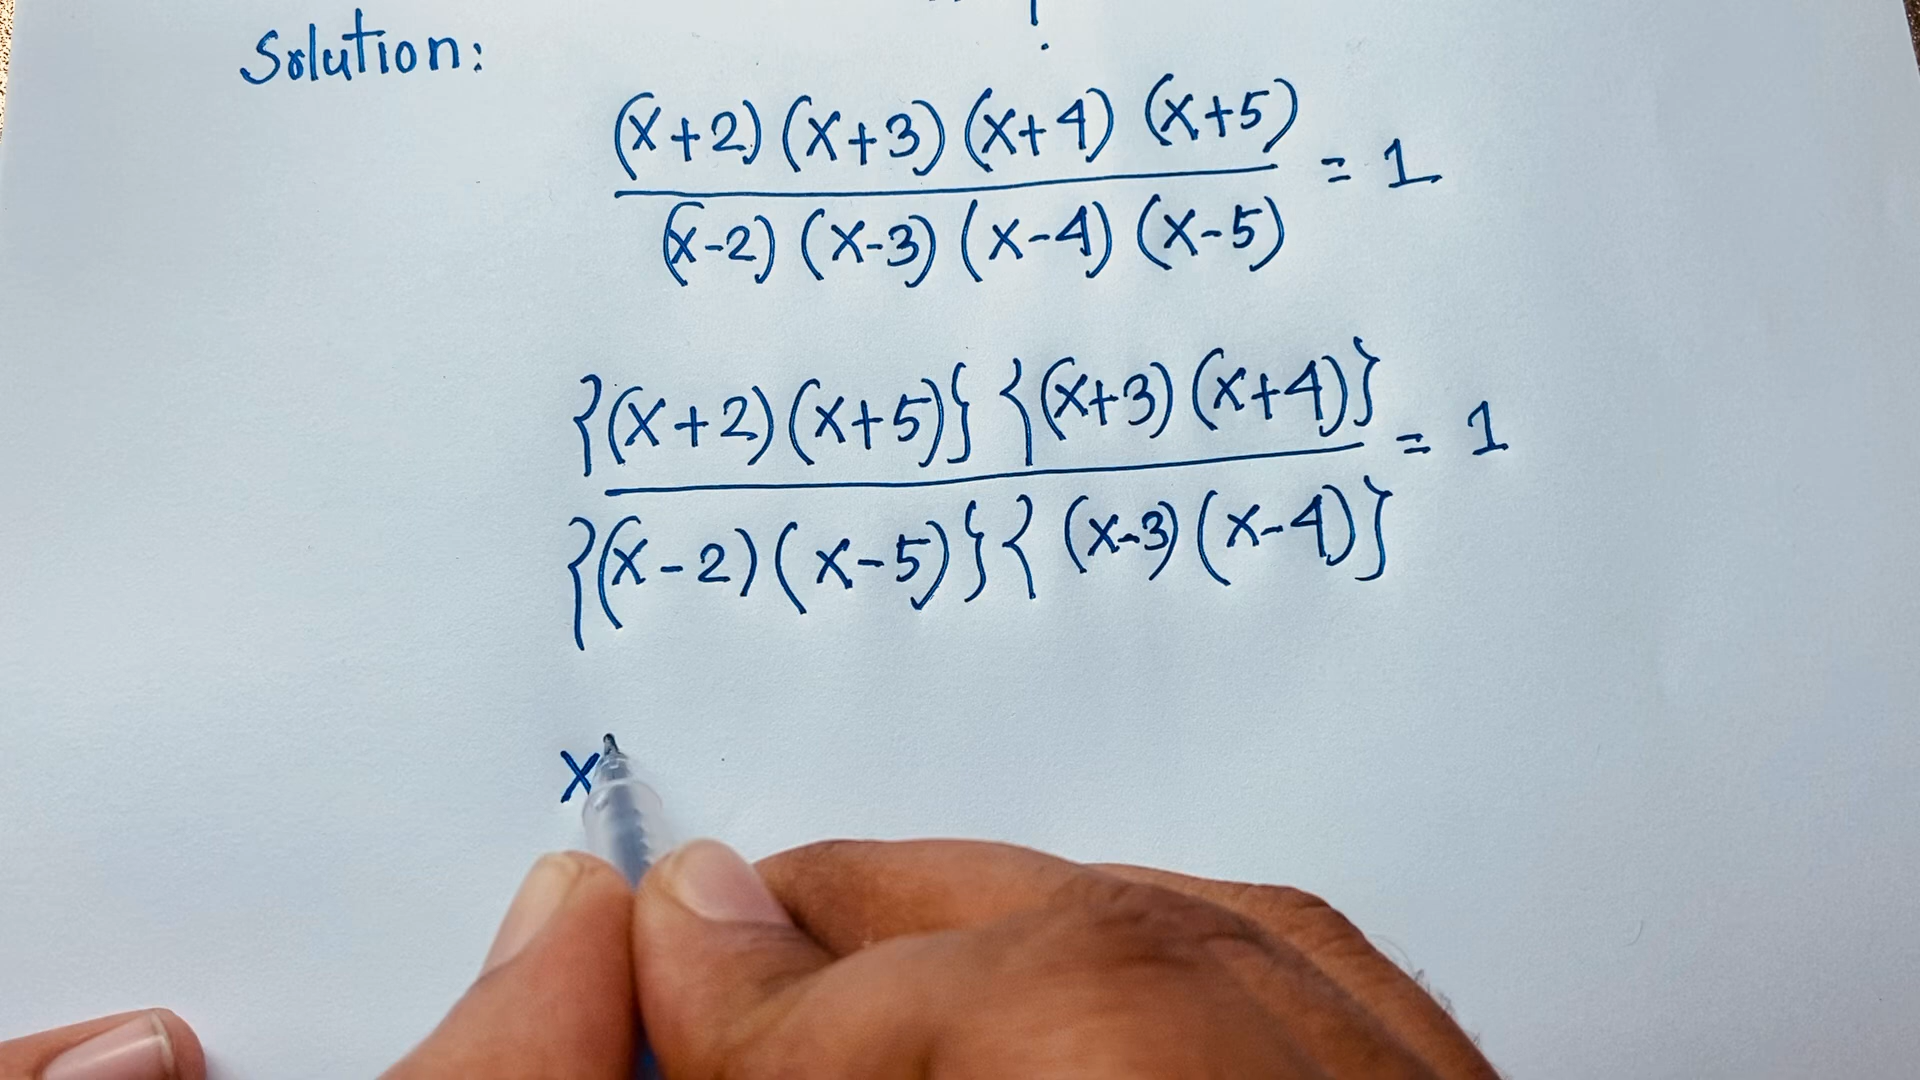 Solution:
(x+2) (x+3) (x+4) (x+5)
= 1
(x-2) (x-3) (x-4) (x-5)
{(x+2) (x+5)} {(x+3) (x+4)}
= 1
{(x-2) (x-5)} { (x-3) (x-4)}
x